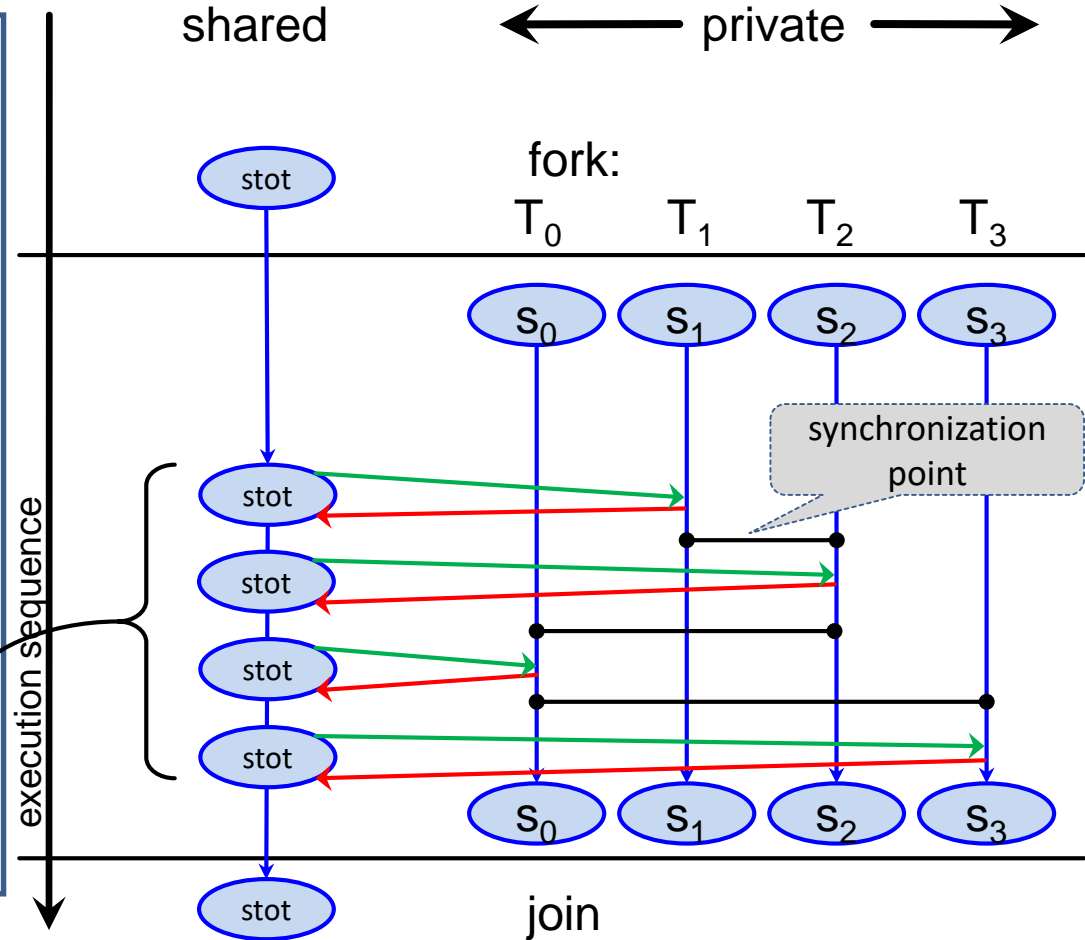 shared private
stot
fork:
T₀ T₁ T₂ T₃
s₀ s₁ s₂ s₃
synchronization
point
stot
stot
stot
stot
execution sequence
s₀ s₁ s₂ s₃
stot
join